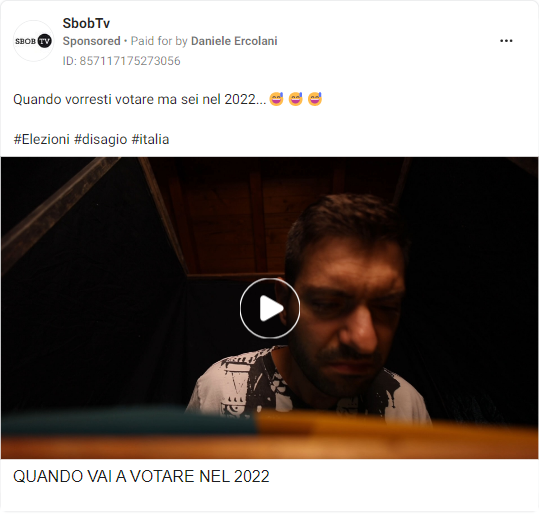 SbobTv
SBOB TV
Sponsored • Paid for by Daniele Ercolani
ID: 857117175273056
Quando vorresti votare ma sei nel 2022...😅 😅 😅
#Elezioni #disagio #italia
QUANDO VAI A VOTARE NEL 2022